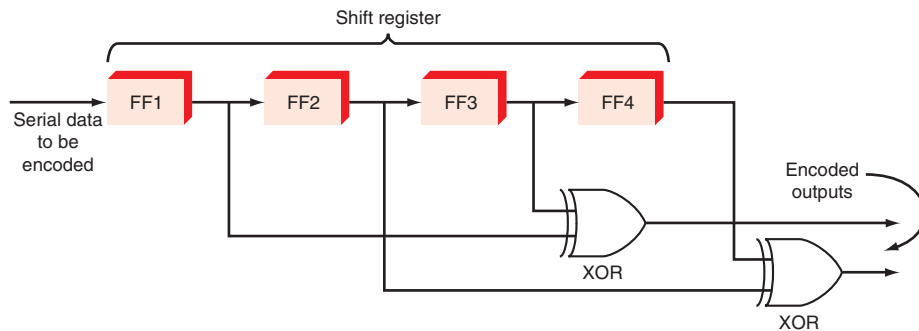 Shift register
FF1
FF2
FF3
FF4
Serial data
to be
encoded
Encoded
outputs
XOR
XOR